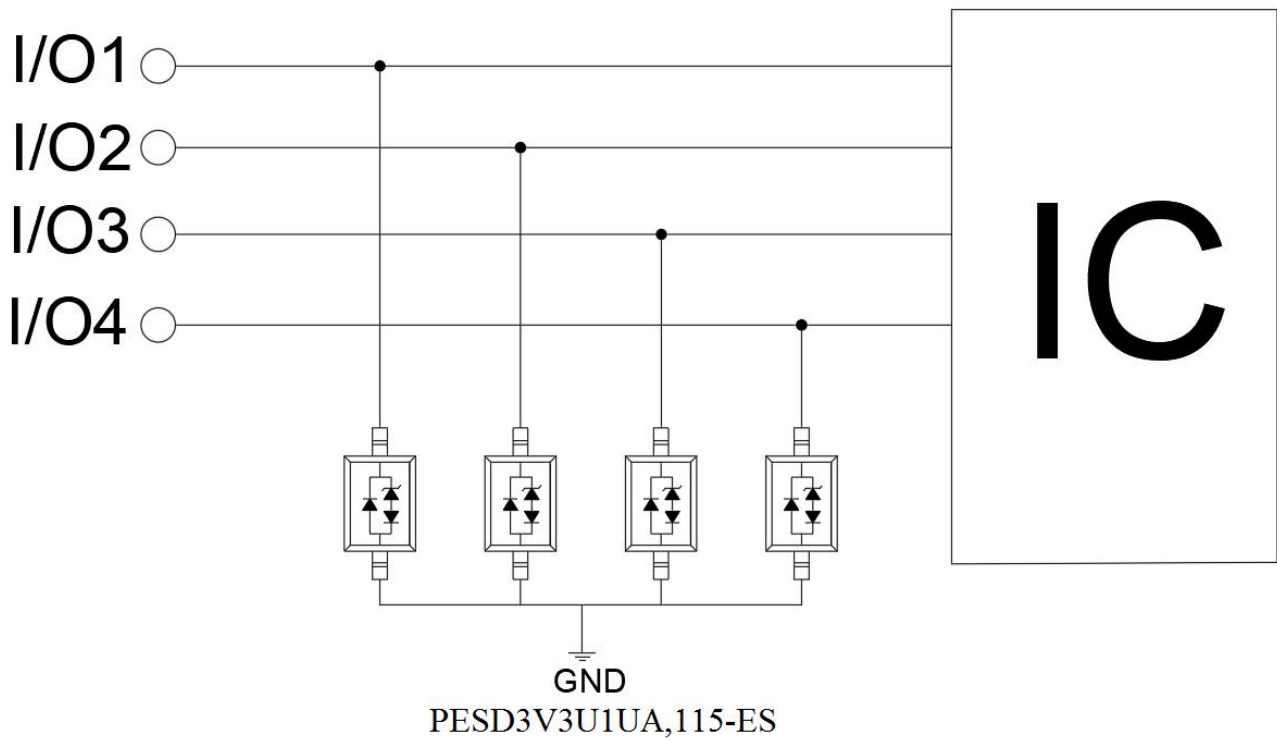 I/O1
I/O2
I/O3
I/O4
IC
GND
PESD3V3U1UA,115-ES